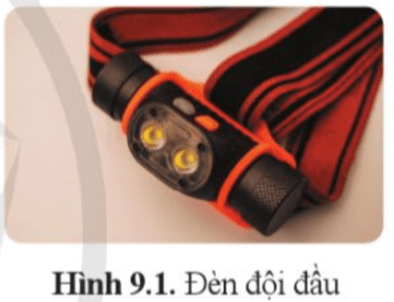 Hình 9.1. Đèn đội đầu